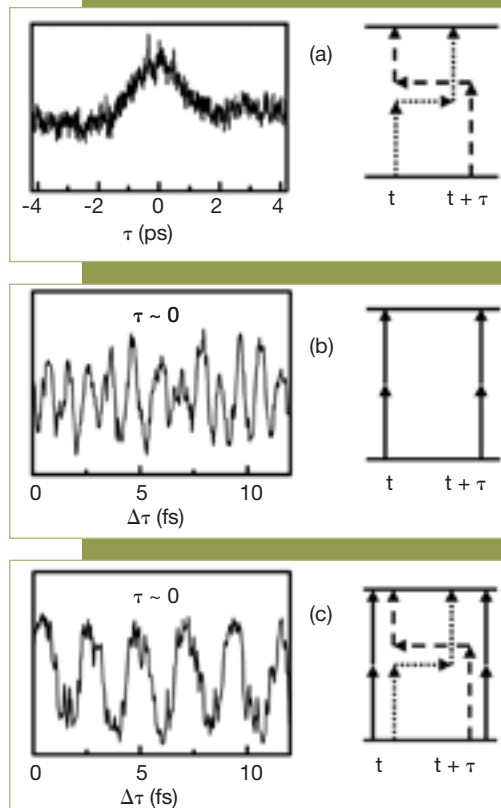 (a)
-4 -2 0 2 4
τ (ps)
t t + τ
τ ~ 0
(b)
0 5 10
Δτ (fs)
t t + τ
τ ~ 0
(c)
0 5 10
Δτ (fs)
t t + τ